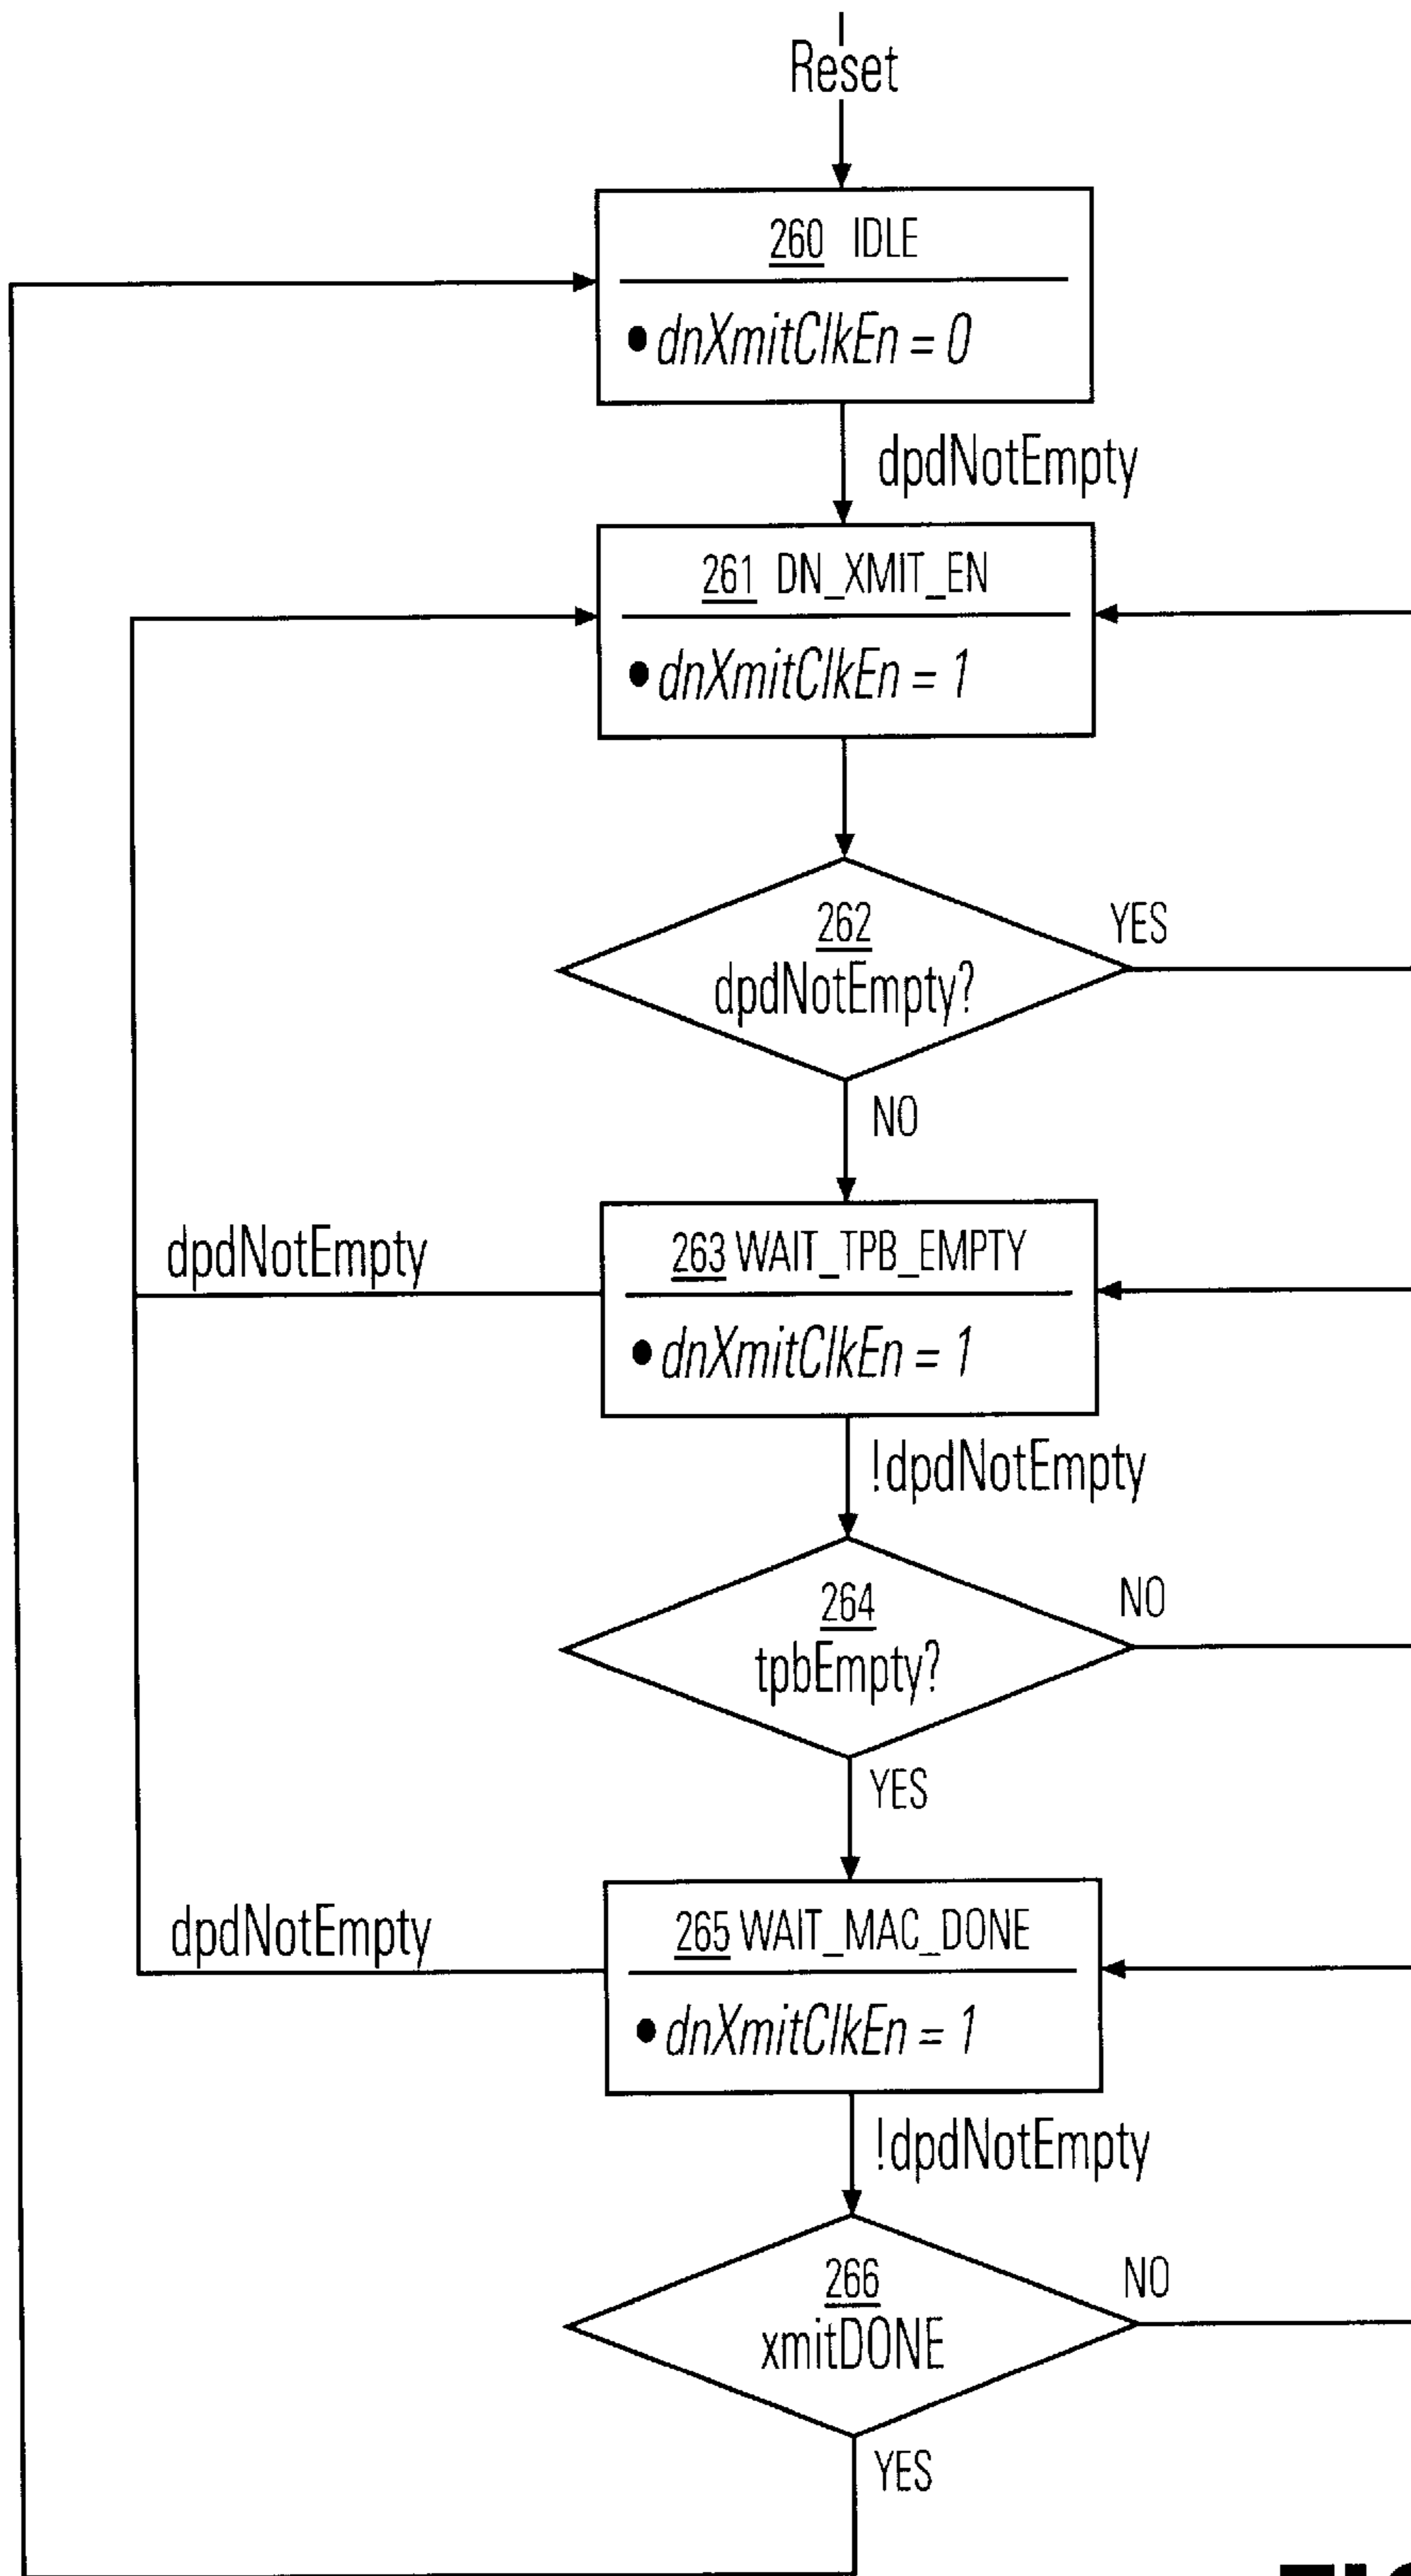 Reset
260 IDLE
• dnXmitClkEn = 0
dpdNotEmpty
261 DN_XMIT_EN
• dnXmitClkEn = 1
262
dpdNotEmpty?
YES
NO
dpdNotEmpty
263 WAIT_TPB_EMPTY
• dnXmitClkEn = 1
!dpdNotEmpty
264
tpbEmpty?
NO
YES
dpdNotEmpty
265 WAIT_MAC_DONE
• dnXmitClkEn = 1
!dpdNotEmpty
266
xmitDONE
NO
YES